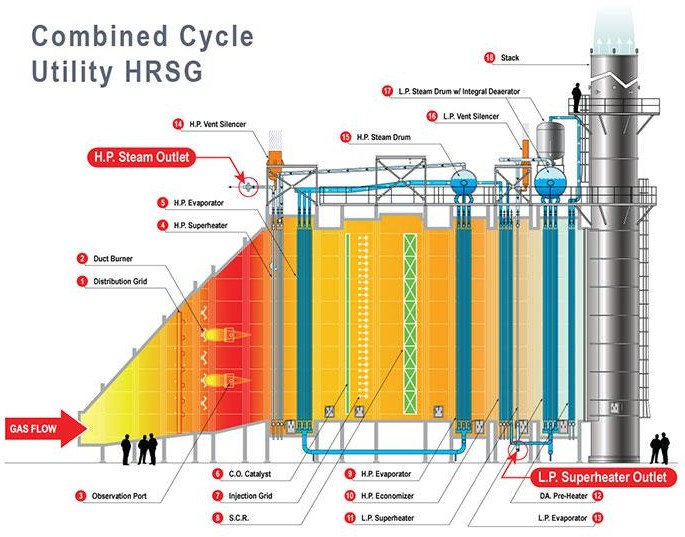 Combined Cycle
Utility HRSG
18 Stack
17 L.P. Steam Drum w/ Integral Deaerator
16 L.P. Vent Silencer
14 H.P. Vent Silencer
15 H.P. Steam Drum
H.P. Steam Outlet
5 H.P. Evaporator
4 H.P. Superheater
2 Duct Burner
1 Distribution Grid
GAS FLOW
6 C.O. Catalyst
9 H.P. Evaporator
L.P. Superheater Outlet
3 Observation Port
7 Injection Grid
10 H.P. Economizer
DA. Pre-Heater 12
8 S.C.R.
11 L.P. Superheater
L.P. Evaporator 13